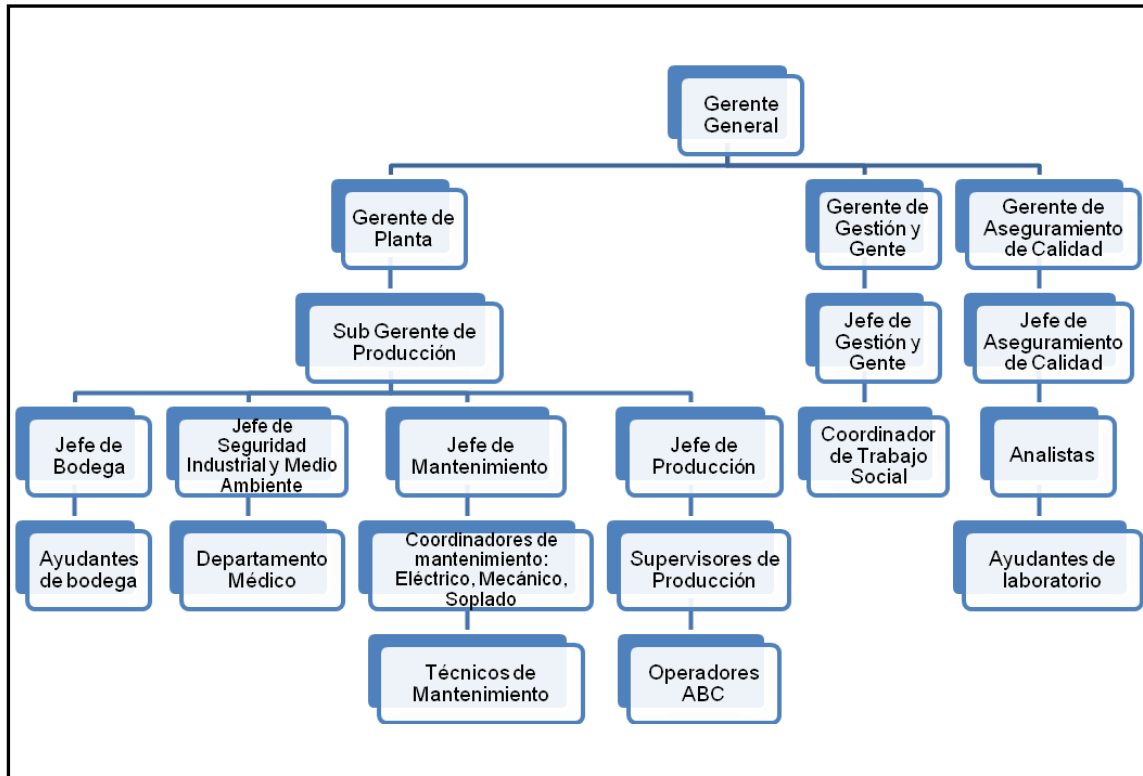 Gerente
General
Gerente de
Planta
Gerente de
Gestión y
Gente
Gerente de
Aseguramiento
de Calidad
Sub Gerente de
Producción
Jefe de
Gestión y
Gente
Jefe de
Aseguramiento
de Calidad
Jefe de
Bodega
Jefe de
Seguridad
Industrial y Medio
Ambiente
Jefe de
Mantenimiento
Jefe de
Producción
Coordinador
de Trabajo
Social
Analistas
Ayudantes
de bodega
Departamento
Médico
Coordinadores de
mantenimiento:
Eléctrico, Mecánico,
Soplado
Supervisores de
Producción
Ayudantes de
laboratorio
Técnicos de
Mantenimiento
Operadores
ABC